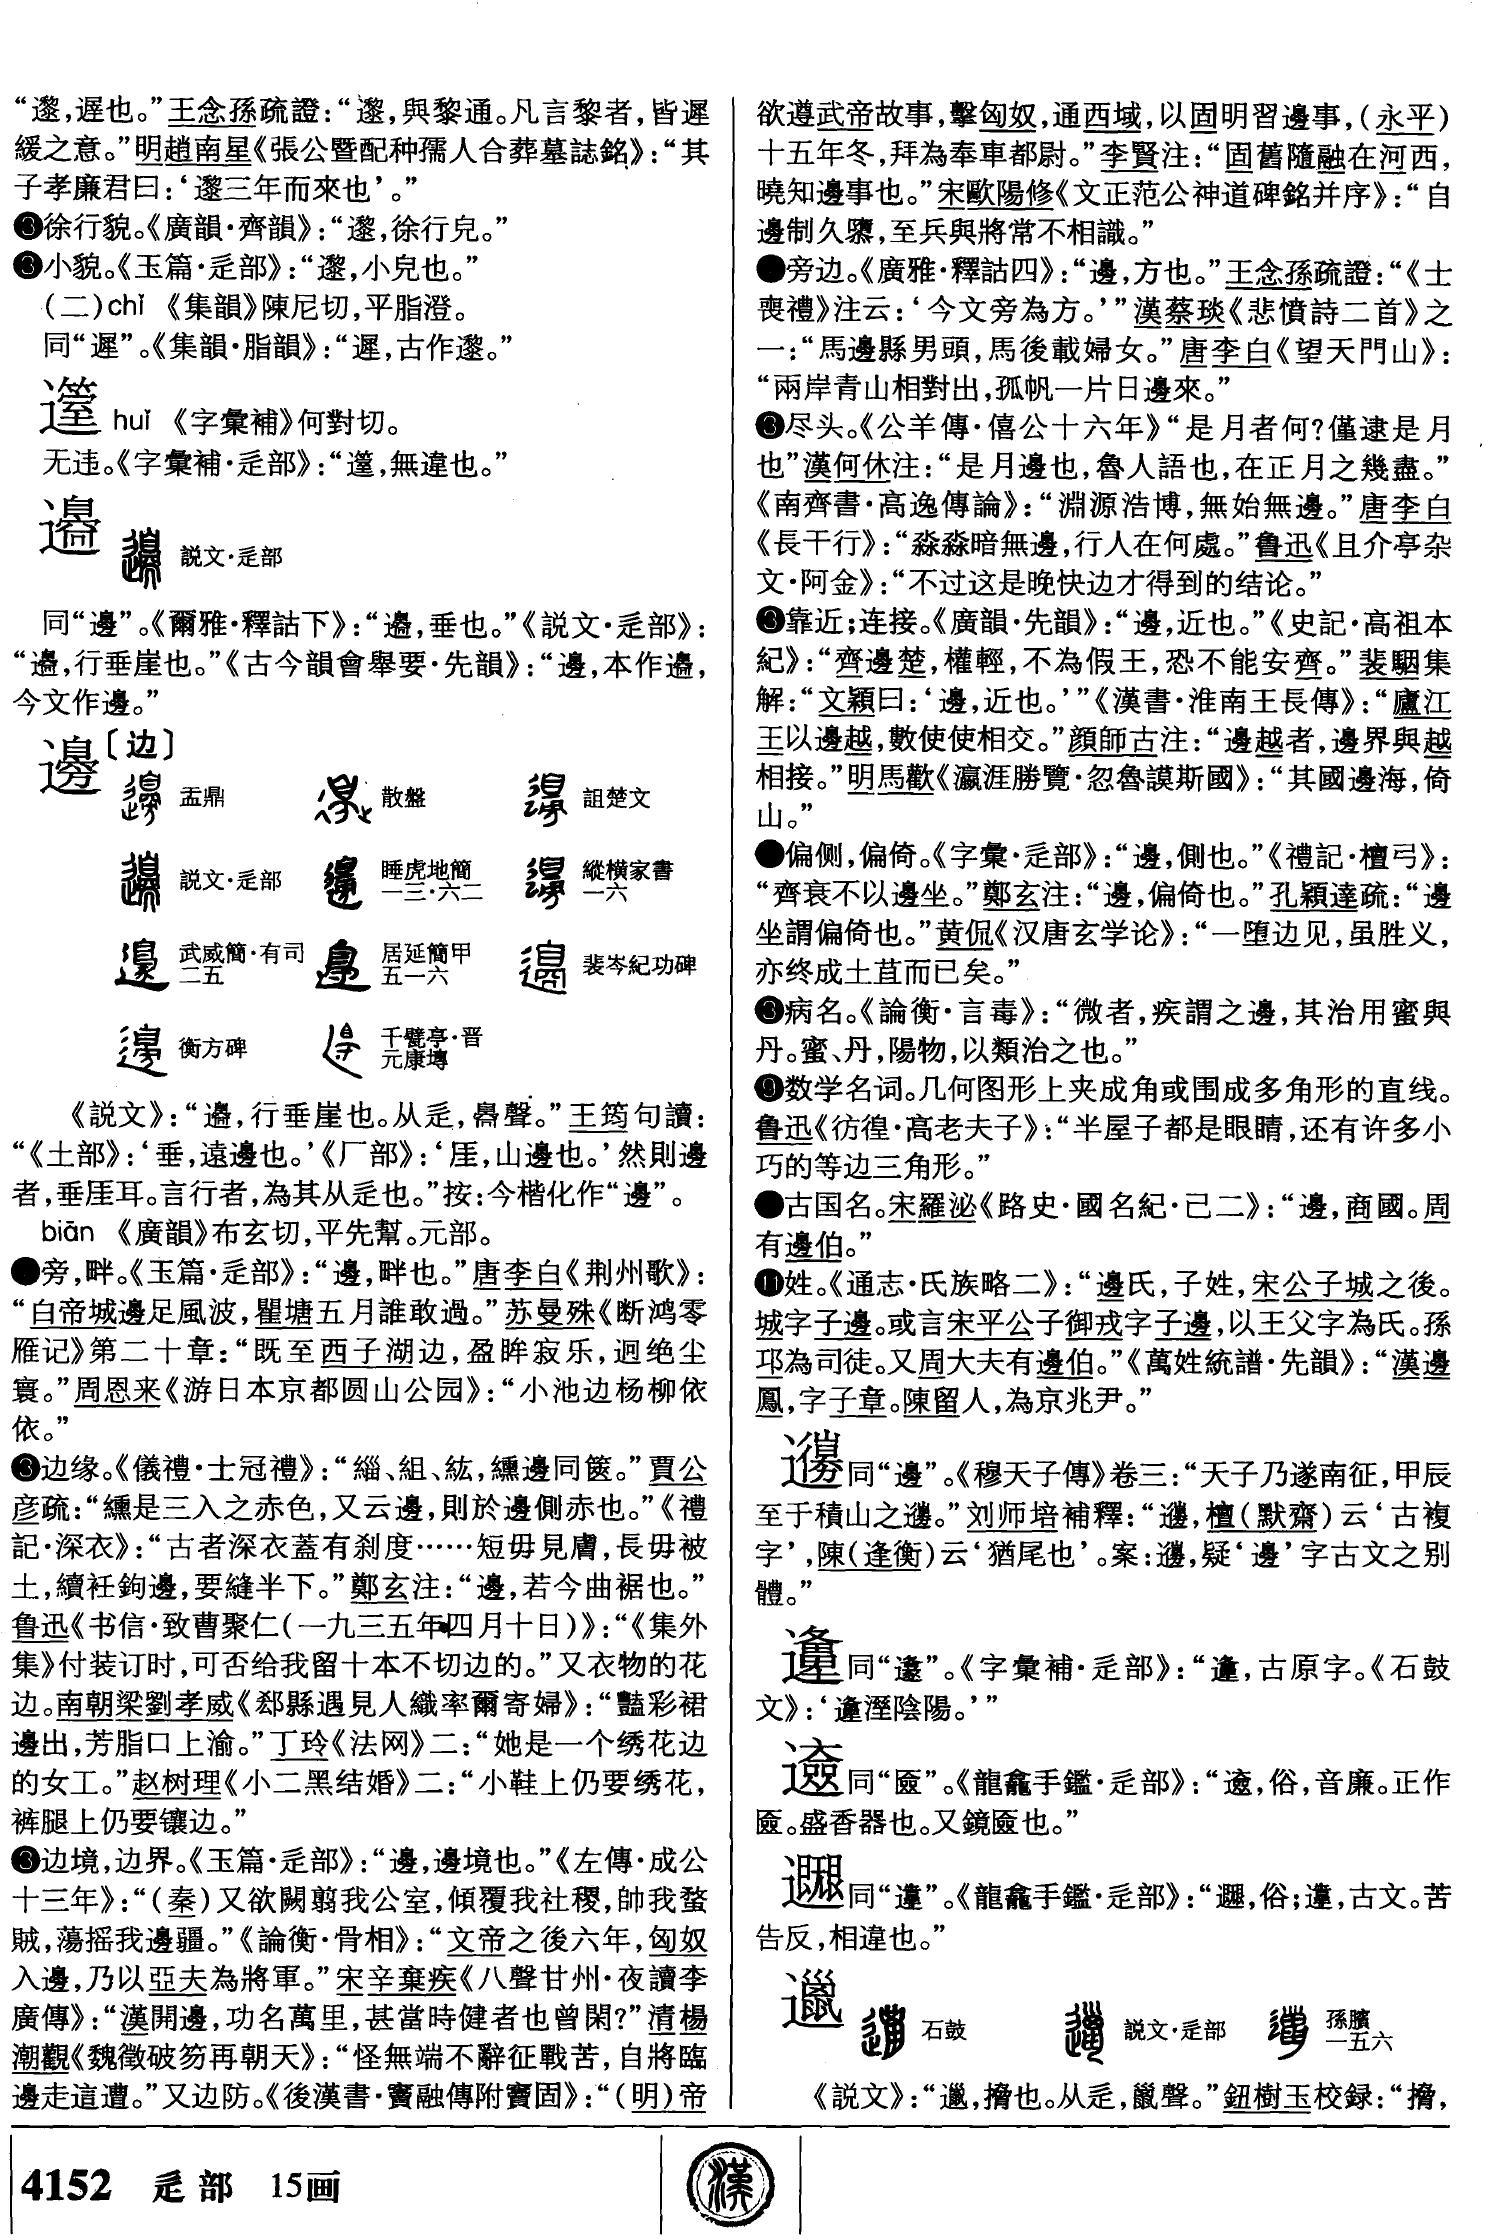 “邌，遲也。”王念孫疏證：“邌，與黎通。凡言黎者，皆遲
緩之意。”明趙南星《張公暨配种孺人合葬墓誌銘》：“其
子孝廉君曰：‘邌三年而來也’。”
❸徐行貌。《廣韻·齊韻》：“邌，徐行皃。”
❸小貌。《玉篇·辵部》：“邌，小皃也。”
（二）chí 《集韻》陳尼切，平脂澄。
同“遲”。《集韻·脂韻》：“遲，古作邌。”
huǐ 《字彙補》何對切。
无违。《字彙補·辵部》：“，無違也。”
邉 説文·辵部
同“邊”。《爾雅·釋詁下》：“邉，垂也。”《説文·辵部》：
“邉，行垂崖也。”《古今韻會舉要·先韻》：“邊，本作邉，
今文作邊。”
邊〔边〕
盂鼎 散盤 詛楚文
説文·辵部 睡虎地簡一三·六二 縱横家書一六
武威簡·有司二五 居延簡甲五一六 裴岑紀功碑
衡方碑 千甓亭·晋元康塼
《説文》：“邉，行垂崖也。从辵，臱聲。”王筠句讀：
“《土部》：‘垂，遠邊也。’《厂部》：‘厓，山邊也。’然則邊
者，垂厓耳。言行者，為其从辵也。”按：今楷化作“邊”。
biān 《廣韻》布玄切，平先幫。元部。
●旁，畔。《玉篇·辵部》：“邊，畔也。”唐李白《荆州歌》：
“白帝城邊足風波，瞿塘五月誰敢過。”苏曼殊《断鸿零
雁记》第二十章：“既至西子湖边，盈眸寂乐，迥绝尘
寰。”周恩来《游日本京都圆山公园》：“小池边杨柳依
依。”
❸边缘。《儀禮·士冠禮》：“緇、組、紘，纁邊同篋。”賈公
彦疏：“纁是三入之赤色，又云邊，則於邊側赤也。”《禮
記·深衣》：“古者深衣蓋有刹度……短毋見膚，長毋被
土，續衽鉤邊，要縫半下。”鄭玄注：“邊，若今曲裾也。”
鲁迅《书信·致曹聚仁（一九三五年四月十日）》：“《集外
集》付装订时，可否给我留十本不切边的。”又衣物的花
边。南朝梁劉孝威《郄縣遇見人織率爾寄婦》：“豔彩裙
邊出，芳脂口上渝。”丁玲《法网》二：“她是一个绣花边
的女工。”赵树理《小二黑结婚》二：“小鞋上仍要绣花，
裤腿上仍要镶边。”
❸边境，边界。《玉篇·辵部》：“邊，邊境也。”《左傳·成公
十三年》：“（秦）又欲闕翦我公室，傾覆我社稷，帥我蝥
賊，蕩摇我邊疆。”《論衡·骨相》：“文帝之後六年，匈奴
入邊，乃以亞夫為將軍。”宋辛棄疾《八聲甘州·夜讀李
廣傳》：“漢開邊，功名萬里，甚當時健者也曾閑？”清楊
潮觀《魏徵破笏再朝天》：“怪無端不辭征戰苦，自將臨
邊走這遭。”又边防。《後漢書·竇融傳附竇固》：“（明）帝
欲遵武帝故事，擊匈奴，通西域，以固明習邊事，（永平）
十五年冬，拜為奉車都尉。”李賢注：“固舊隨融在河西，
曉知邊事也。”宋歐陽修《文正范公神道碑銘并序》：“自
邊制久隳，至兵與將常不相識。”
●旁边。《廣雅·釋詁四》：“邊，方也。”王念孫疏證：“《士
喪禮》注云：‘今文旁為方。’”漢蔡琰《悲憤詩二首》之
一：“馬邊縣男頭，馬後載婦女。”唐李白《望天門山》：
“兩岸青山相對出，孤帆一片日邊來。”
❸尽头。《公羊傳·僖公十六年》“是月者何？僅逮是月
也”漢何休注：“是月邊也，魯人語也，在正月之幾盡。”
《南齊書·高逸傳論》：“淵源浩博，無始無邊。”唐李白
《長干行》：“淼淼暗無邊，行人在何處。”鲁迅《且介亭杂
文·阿金》：“不过这是晚快边才得到的结论。”
❸靠近；连接。《廣韻·先韻》：“邊，近也。”《史記·高祖本
紀》：“齊邊楚，權輕，不為假王，恐不能安齊。”裴駰集
解：“文穎曰：‘邊，近也。’”《漢書·淮南王長傳》：“廬江
王以邊越，數使使相交。”顔師古注：“邊越者，邊界與越
相接。”明馬歡《瀛涯勝覽·忽魯謨斯國》：“其國邊海，倚
山。”
●偏侧，偏倚。《字彙·辵部》：“邊，側也。”《禮記·檀弓》：
“齊衰不以邊坐。”鄭玄注：“邊，偏倚也。”孔穎達疏：“邊
坐謂偏倚也。”黄侃《汉唐玄学论》：“一堕边见，虽胜义，
亦终成土苴而已矣。”
❸病名。《論衡·言毒》：“微者，疾謂之邊，其治用蜜與
丹。蜜、丹，陽物，以類治之也。”
❾数学名词。几何图形上夹成角或围成多角形的直线。
鲁迅《彷徨·高老夫子》：“半屋子都是眼睛，还有许多小
巧的等边三角形。”
●古国名。宋羅泌《路史·國名紀·己二》：“邊，商國。周
有邊伯。”
⓫姓。《通志·氏族略二》：“邊氏，子姓，宋公子城之後。
城字子邊。或言宋平公子御戎字子邊，以王父字為氏。孫
邛為司徒。又周大夫有邊伯。”《萬姓統譜·先韻》：“漢邊
鳳，字子章。陳留人，為京兆尹。”
同“邊”。《穆天子傳》卷三：“天子乃遂南征，甲辰
至于積山之。”刘师培補釋：“，檀（默齋）云‘古複
字’，陳（逢衡）云‘猶尾也’。案：，疑‘邊’字古文之别
體。”
同“邍”。《字彙補·辵部》：“，古原字。《石鼓
文》：‘溼陰陽。’”
同“匳”。《龍龕手鑑·辵部》：“，俗，音廉。正作
匳。盛香器也。又鏡匳也。”
同“”。《龍龕手鑑·辵部》：“，俗；，古文。苦
告反，相違也。”
邋 石鼓 説文·辵部 孫臏一五六
《説文》：“邋，搚也。从辵，巤聲。”鈕樹玉校録：“搚，
4152 辵部 15画
漢